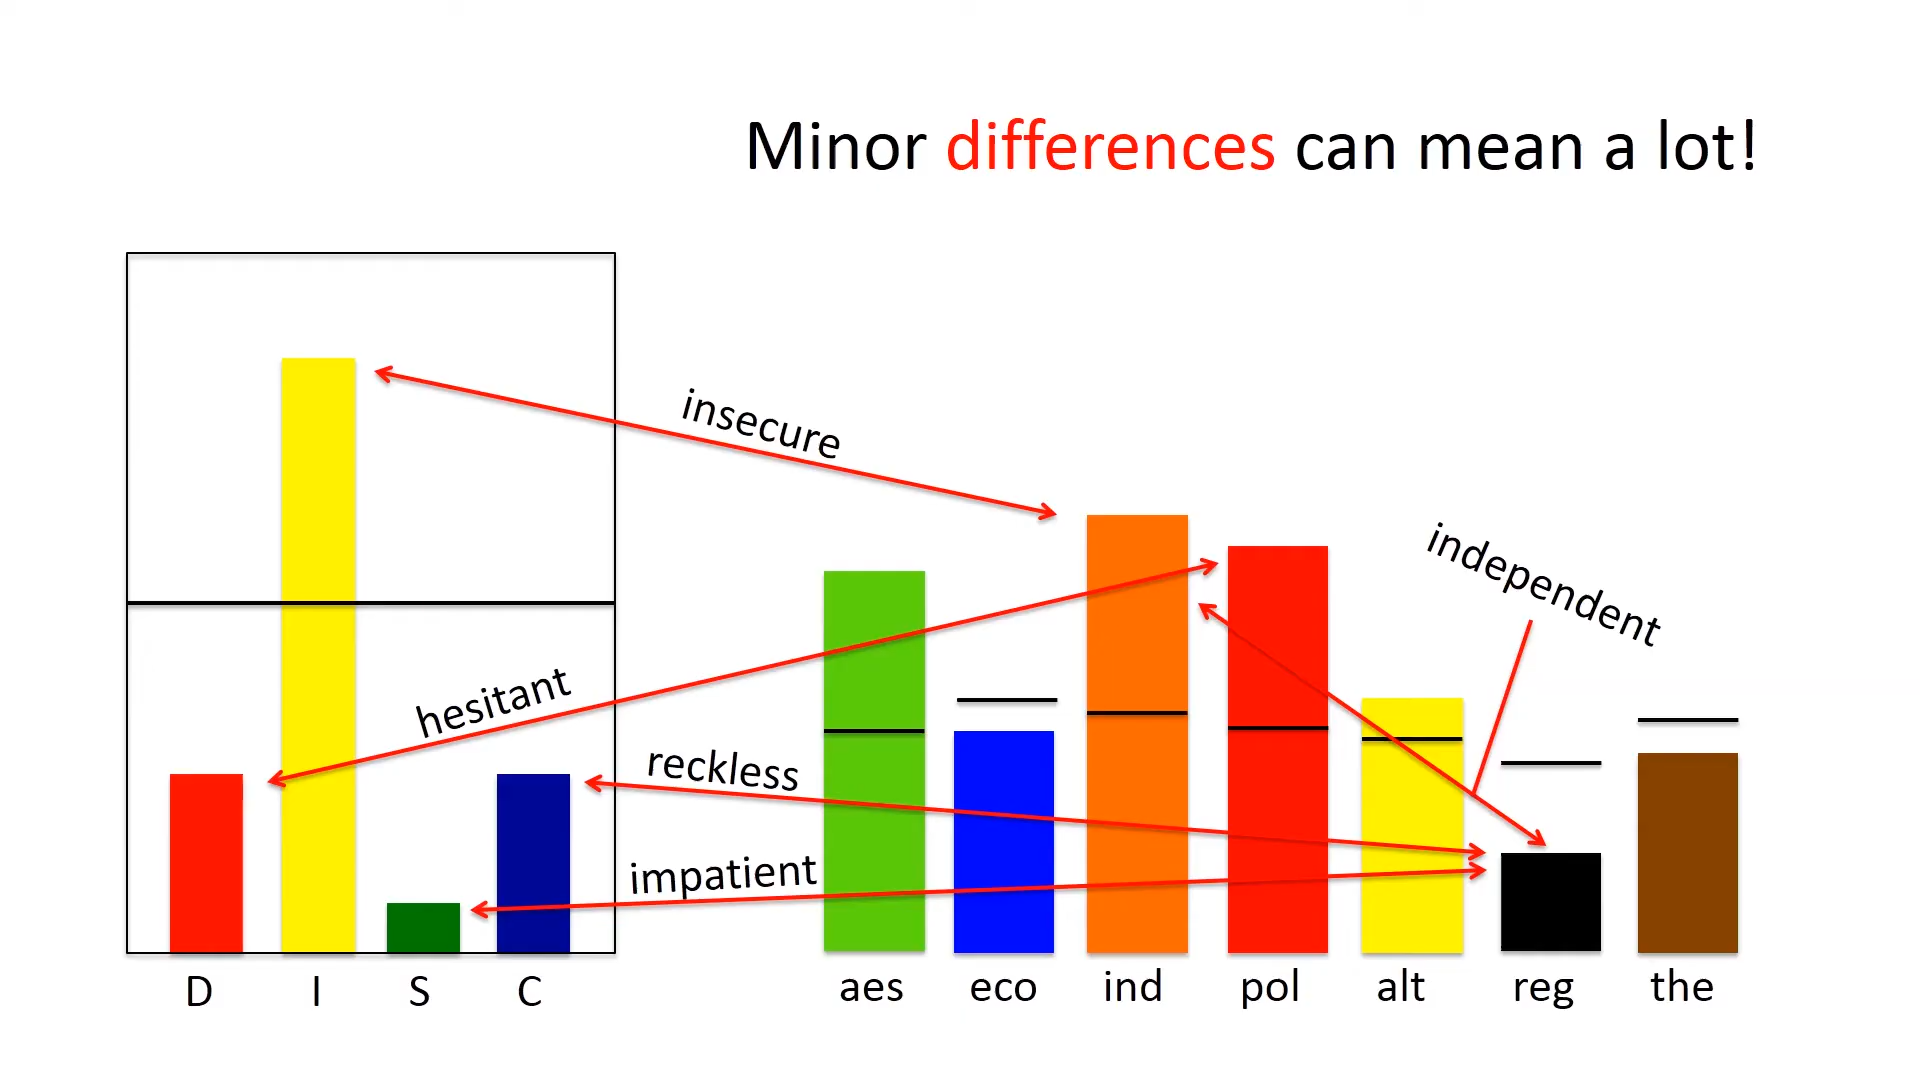 Minor differences can mean a lot!
insecure
independent
hesitant
reckless
impatient
D I S C
aes eco ind pol alt reg the